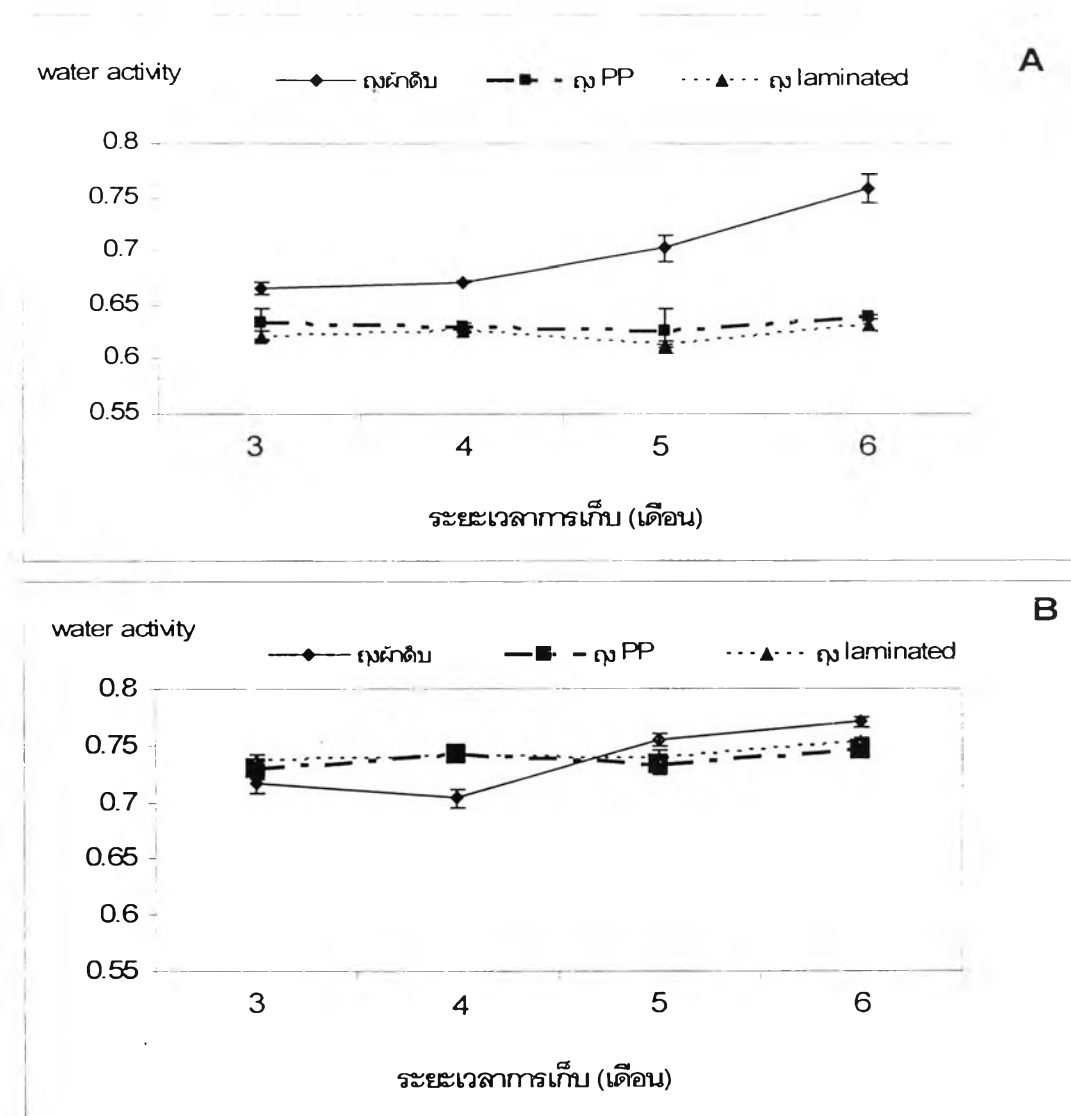 A
water activity ถุงผ้าดิบ ถุง PP ถุง laminated
0.8
0.75
0.7
0.65
0.6
0.55
3 4 5 6
ระยะเวลาการเก็บ (เดือน)
B
water activity
ถุงผ้าดิบ ถุง PP ถุง laminated
0.8
0.75
0.7
0.65
0.6
0.55
3 4 5 6
ระยะเวลาการเก็บ (เดือน)